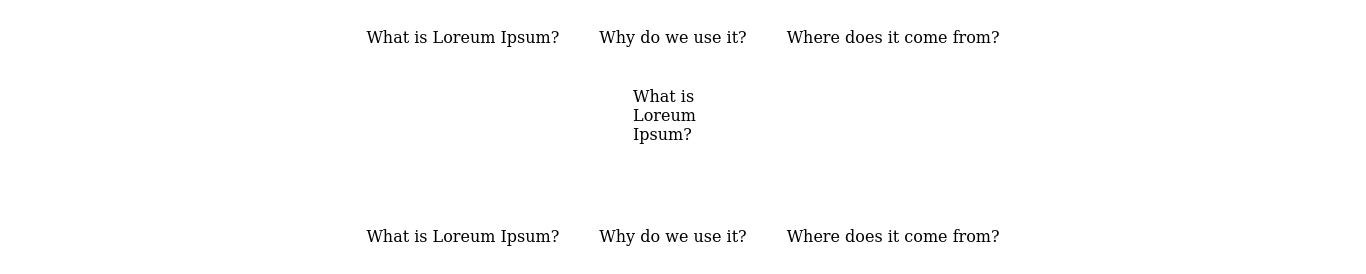 What is Loreum Ipsum? Why do we use it? Where does it come from?
What is
Loreum
Ipsum?
What is Loreum Ipsum? Why do we use it? Where does it come from?